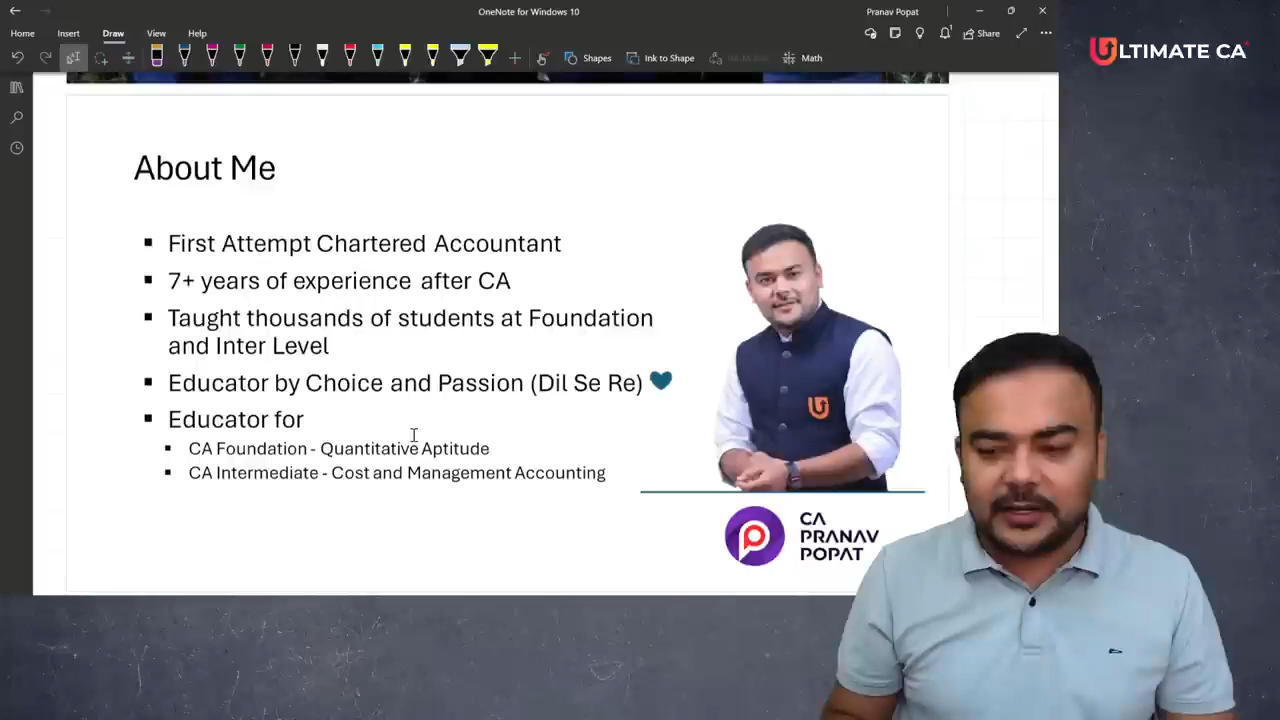 OneNote for Windows 10
Pranav Popat
Home
Insert
Draw
View
Help
Share
Shapes
Ink to Shape
Math
ULTIMATE CA
About Me
First Attempt Chartered Accountant
7+ years of experience after CA
Taught thousands of students at Foundation
and Inter Level
Educator by Choice and Passion (Dil Se Re)
Educator for
CA Foundation - Quantitative Aptitude
CA Intermediate - Cost and Management Accounting
CA
PRANAV
POPAT